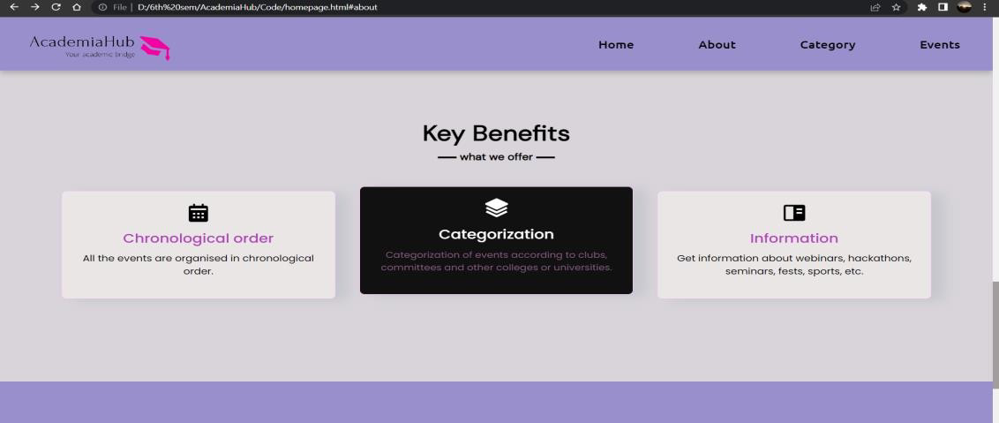 File | D:/6th%20sem/AcademiaHub/Code/homepage.html#about
AcademiaHub
Your academic bridge
Home About Category Events
Key Benefits
what we offer
Chronological order
All the events are organised in chronological
order.
Categorization
Categorization of events according to clubs,
committees and other colleges or universities.
Information
Get information about webinars, hackathons,
seminars, fests, sports, etc.